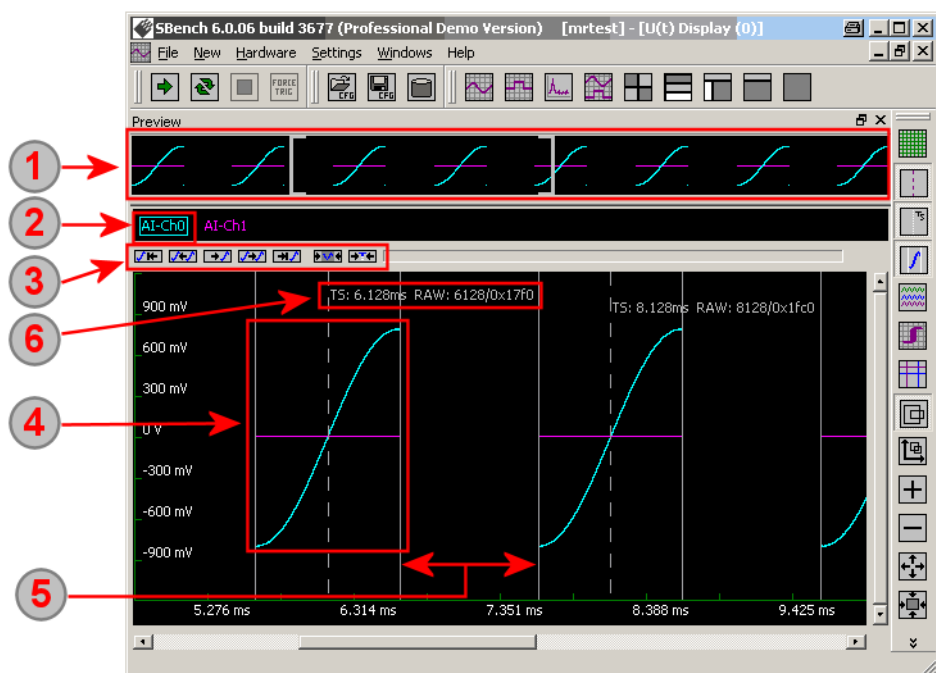 SBench 6.0.06 build 3677 (Professional Demo Version) [mrtest] - [U(t) Display (0)]
File New Hardware Settings Windows Help
FORCE TRIC
CFG
CFG
Preview
1
2
AI-Ch0 AI-Ch1
3
TS
6
TS: 6.128ms RAW: 6128/0x17f0
TS: 8.128ms RAW: 8128/0x1fc0
900 mV
600 mV
300 mV
4
0 V
-300 mV
-600 mV
-900 mV
5
5.276 ms 6.314 ms 7.351 ms 8.388 ms 9.425 ms